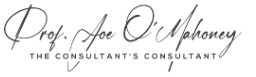 Prof. Joe O'Mahoney
THE CONSULTANT'S CONSULTANT